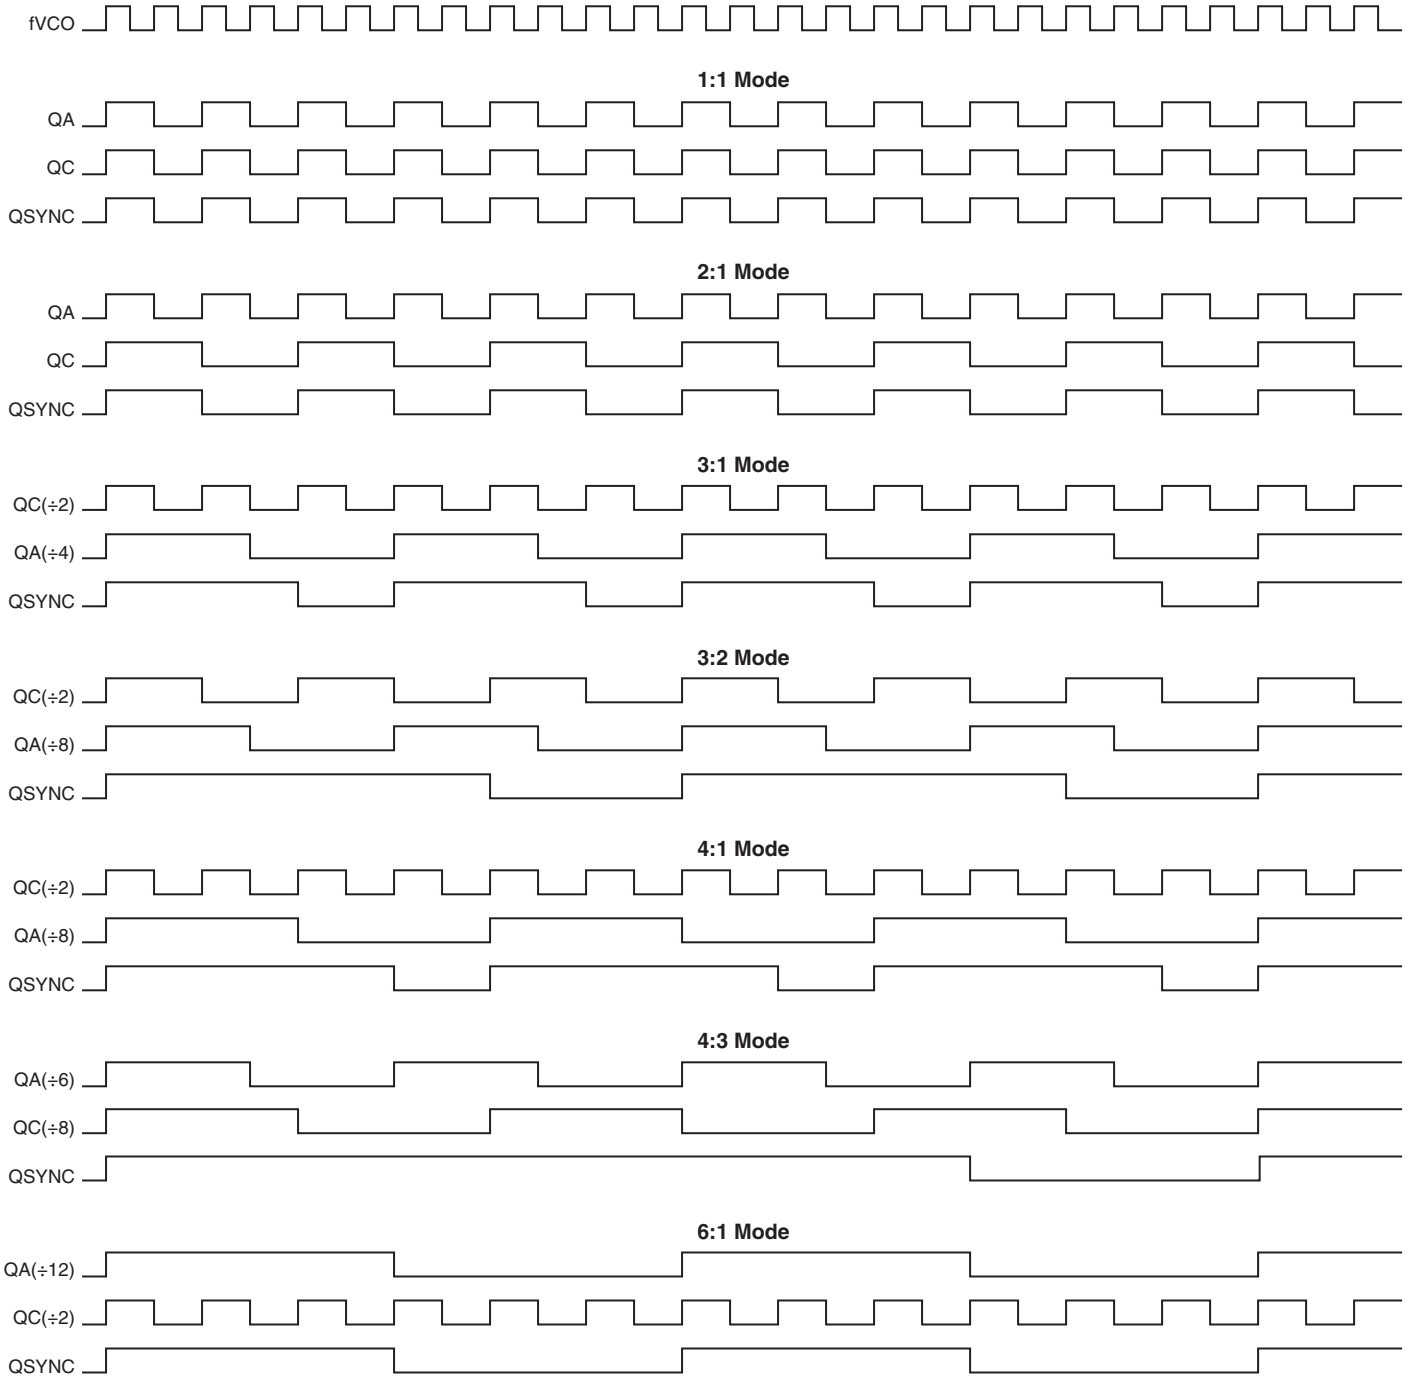 fVCO
1:1 Mode
QA
QC
QSYNC
2:1 Mode
QA
QC
QSYNC
3:1 Mode
QC(÷2)
QA(÷4)
QSYNC
3:2 Mode
QC(÷2)
QA(÷8)
QSYNC
4:1 Mode
QC(÷2)
QA(÷8)
QSYNC
4:3 Mode
QA(÷6)
QC(÷8)
QSYNC
6:1 Mode
QA(÷12)
QC(÷2)
QSYNC